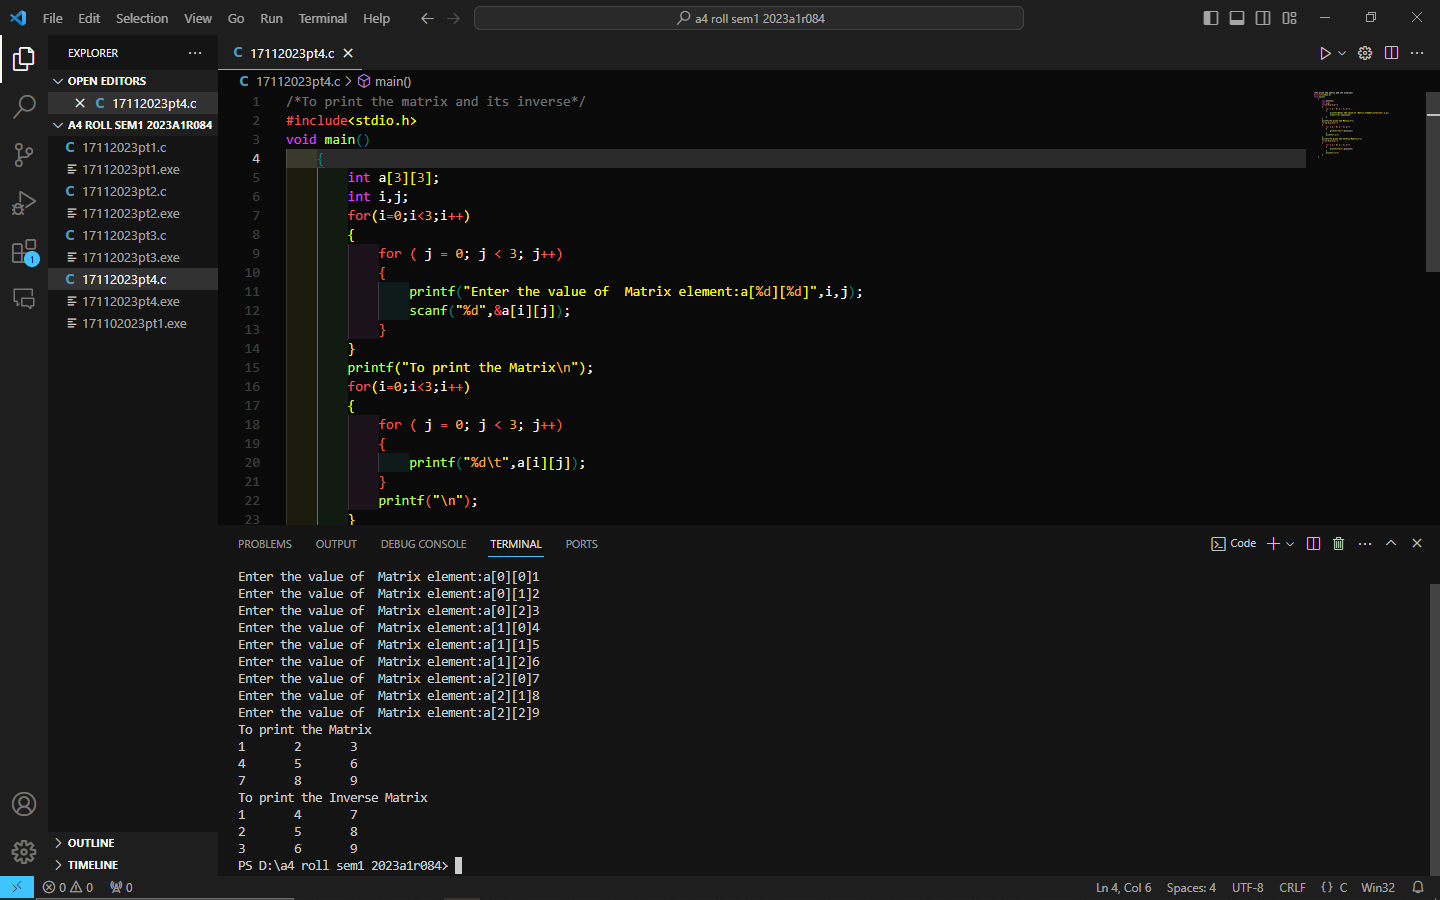 File Edit Selection View Go Run Terminal Help
a4 roll sem1 2023a1r084
EXPLORER
OPEN EDITORS
C 17112023pt4.c
A4 ROLL SEM1 2023A1R084
C 17112023pt1.c
17112023pt1.exe
C 17112023pt2.c
17112023pt2.exe
C 17112023pt3.c
17112023pt3.exe
C 17112023pt4.c
17112023pt4.exe
171102023pt1.exe
OUTLINE
TIMELINE
C 17112023pt4.c
C 17112023pt4.c > main()
1 /*To print the matrix and its inverse*/
2 #include<stdio.h>
3 void main()
4 {
5 int a[3][3];
6 int i,j;
7 for(i=0;i<3;i++)
8 {
9 for ( j = 0; j < 3; j++)
10 {
11 printf("Enter the value of  Matrix element:a[%d][%d]",i,j);
12 scanf("%d",&a[i][j]);
13 }
14 }
15 printf("To print the Matrix\n");
16 for(i=0;i<3;i++)
17 {
18 for ( j = 0; j < 3; j++)
19 {
20 printf("%d\t",a[i][j]);
21 }
22 printf("\n");
23 }
PROBLEMS OUTPUT DEBUG CONSOLE TERMINAL PORTS
Code
Enter the value of  Matrix element:a[0][0]1
Enter the value of  Matrix element:a[0][1]2
Enter the value of  Matrix element:a[0][2]3
Enter the value of  Matrix element:a[1][0]4
Enter the value of  Matrix element:a[1][1]5
Enter the value of  Matrix element:a[1][2]6
Enter the value of  Matrix element:a[2][0]7
Enter the value of  Matrix element:a[2][1]8
Enter the value of  Matrix element:a[2][2]9
To print the Matrix
1 2 3
4 5 6
7 8 9
To print the Inverse Matrix
1 4 7
2 5 8
3 6 9
PS D:\a4 roll sem1 2023a1r084>
1
0 0 0
Ln 4, Col 6 Spaces: 4 UTF-8 CRLF {} C Win32